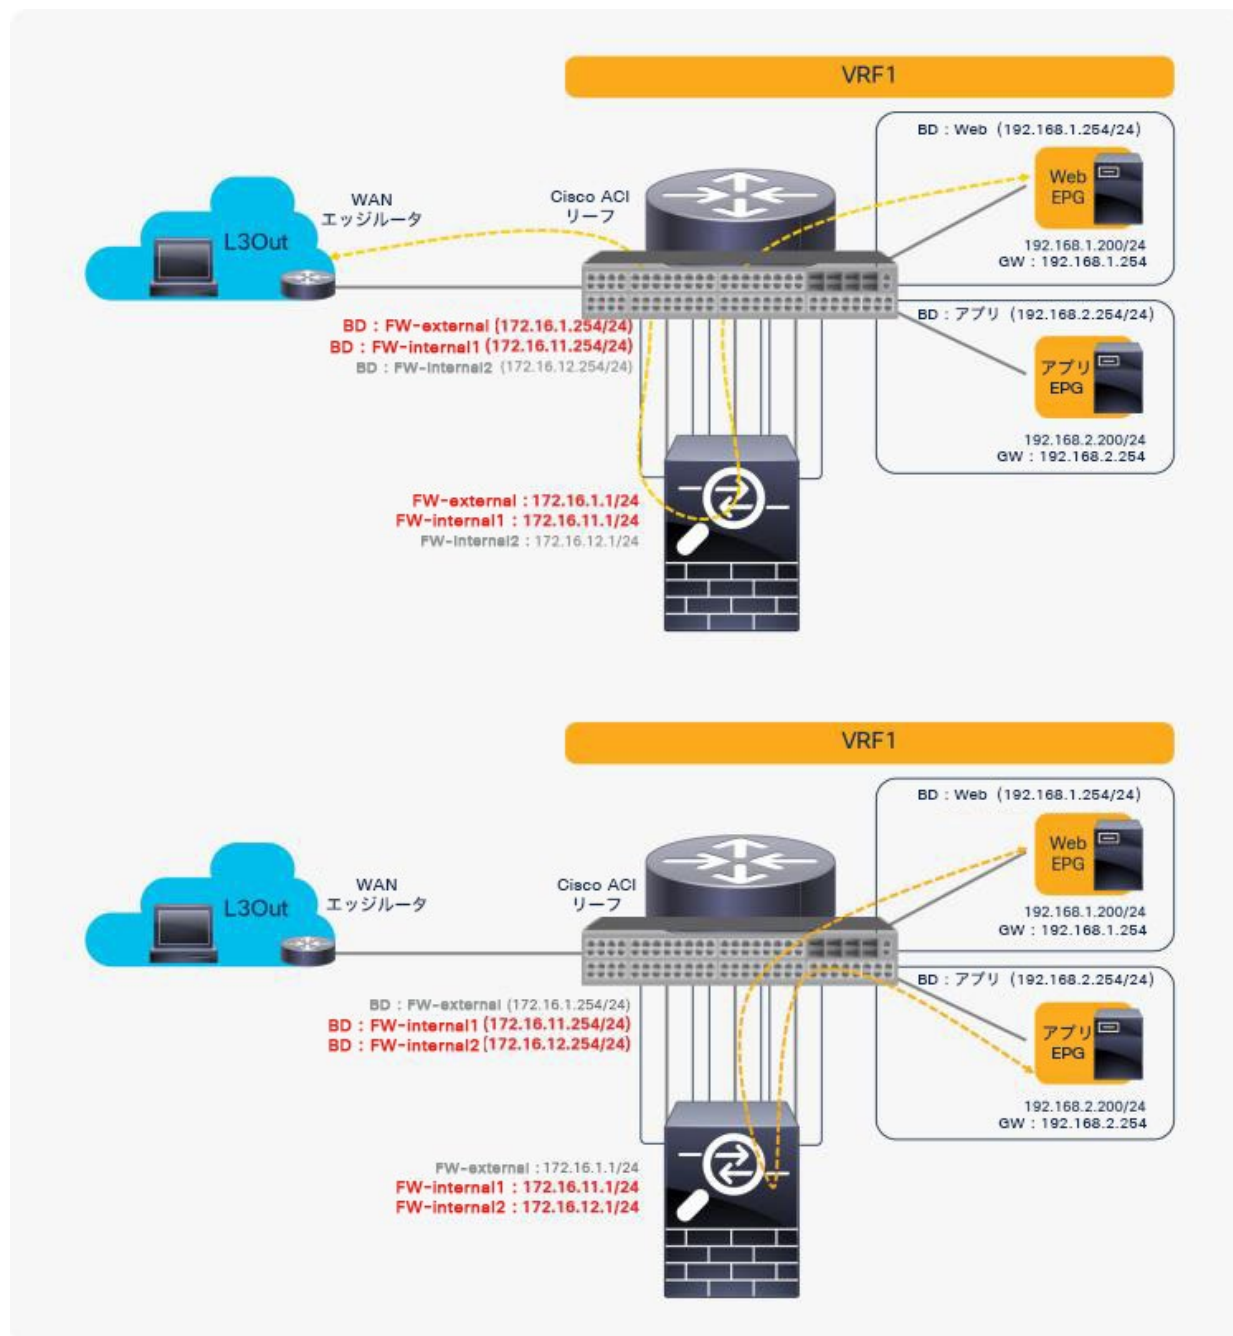 VRF1
BD：Web（192.168.1.254/24）
Web
EPG
192.168.1.200/24
GW：192.168.1.254
WAN
エッジルータ
Cisco ACI
リーフ
L3Out
BD：FW-external (172.16.1.254/24)
BD：FW-internal1 (172.16.11.254/24)
BD：FW-internal2（172.16.12.254/24）
BD：アプリ（192.168.2.254/24）
アプリ
EPG
192.168.2.200/24
GW：192.168.2.254
FW-external：172.16.1.1/24
FW-internal1：172.16.11.1/24
FW-internal2：172.16.12.1/24
VRF1
BD：Web（192.168.1.254/24）
Web
EPG
192.168.1.200/24
GW：192.168.1.254
WAN
エッジルータ
Cisco ACI
リーフ
L3Out
BD：FW-external (172.16.1.254/24)
BD：FW-internal1 (172.16.11.254/24)
BD：FW-internal2 (172.16.12.254/24)
BD：アプリ（192.168.2.254/24）
アプリ
EPG
192.168.2.200/24
GW：192.168.2.254
FW-external：172.16.1.1/24
FW-internal1：172.16.11.1/24
FW-internal2：172.16.12.1/24